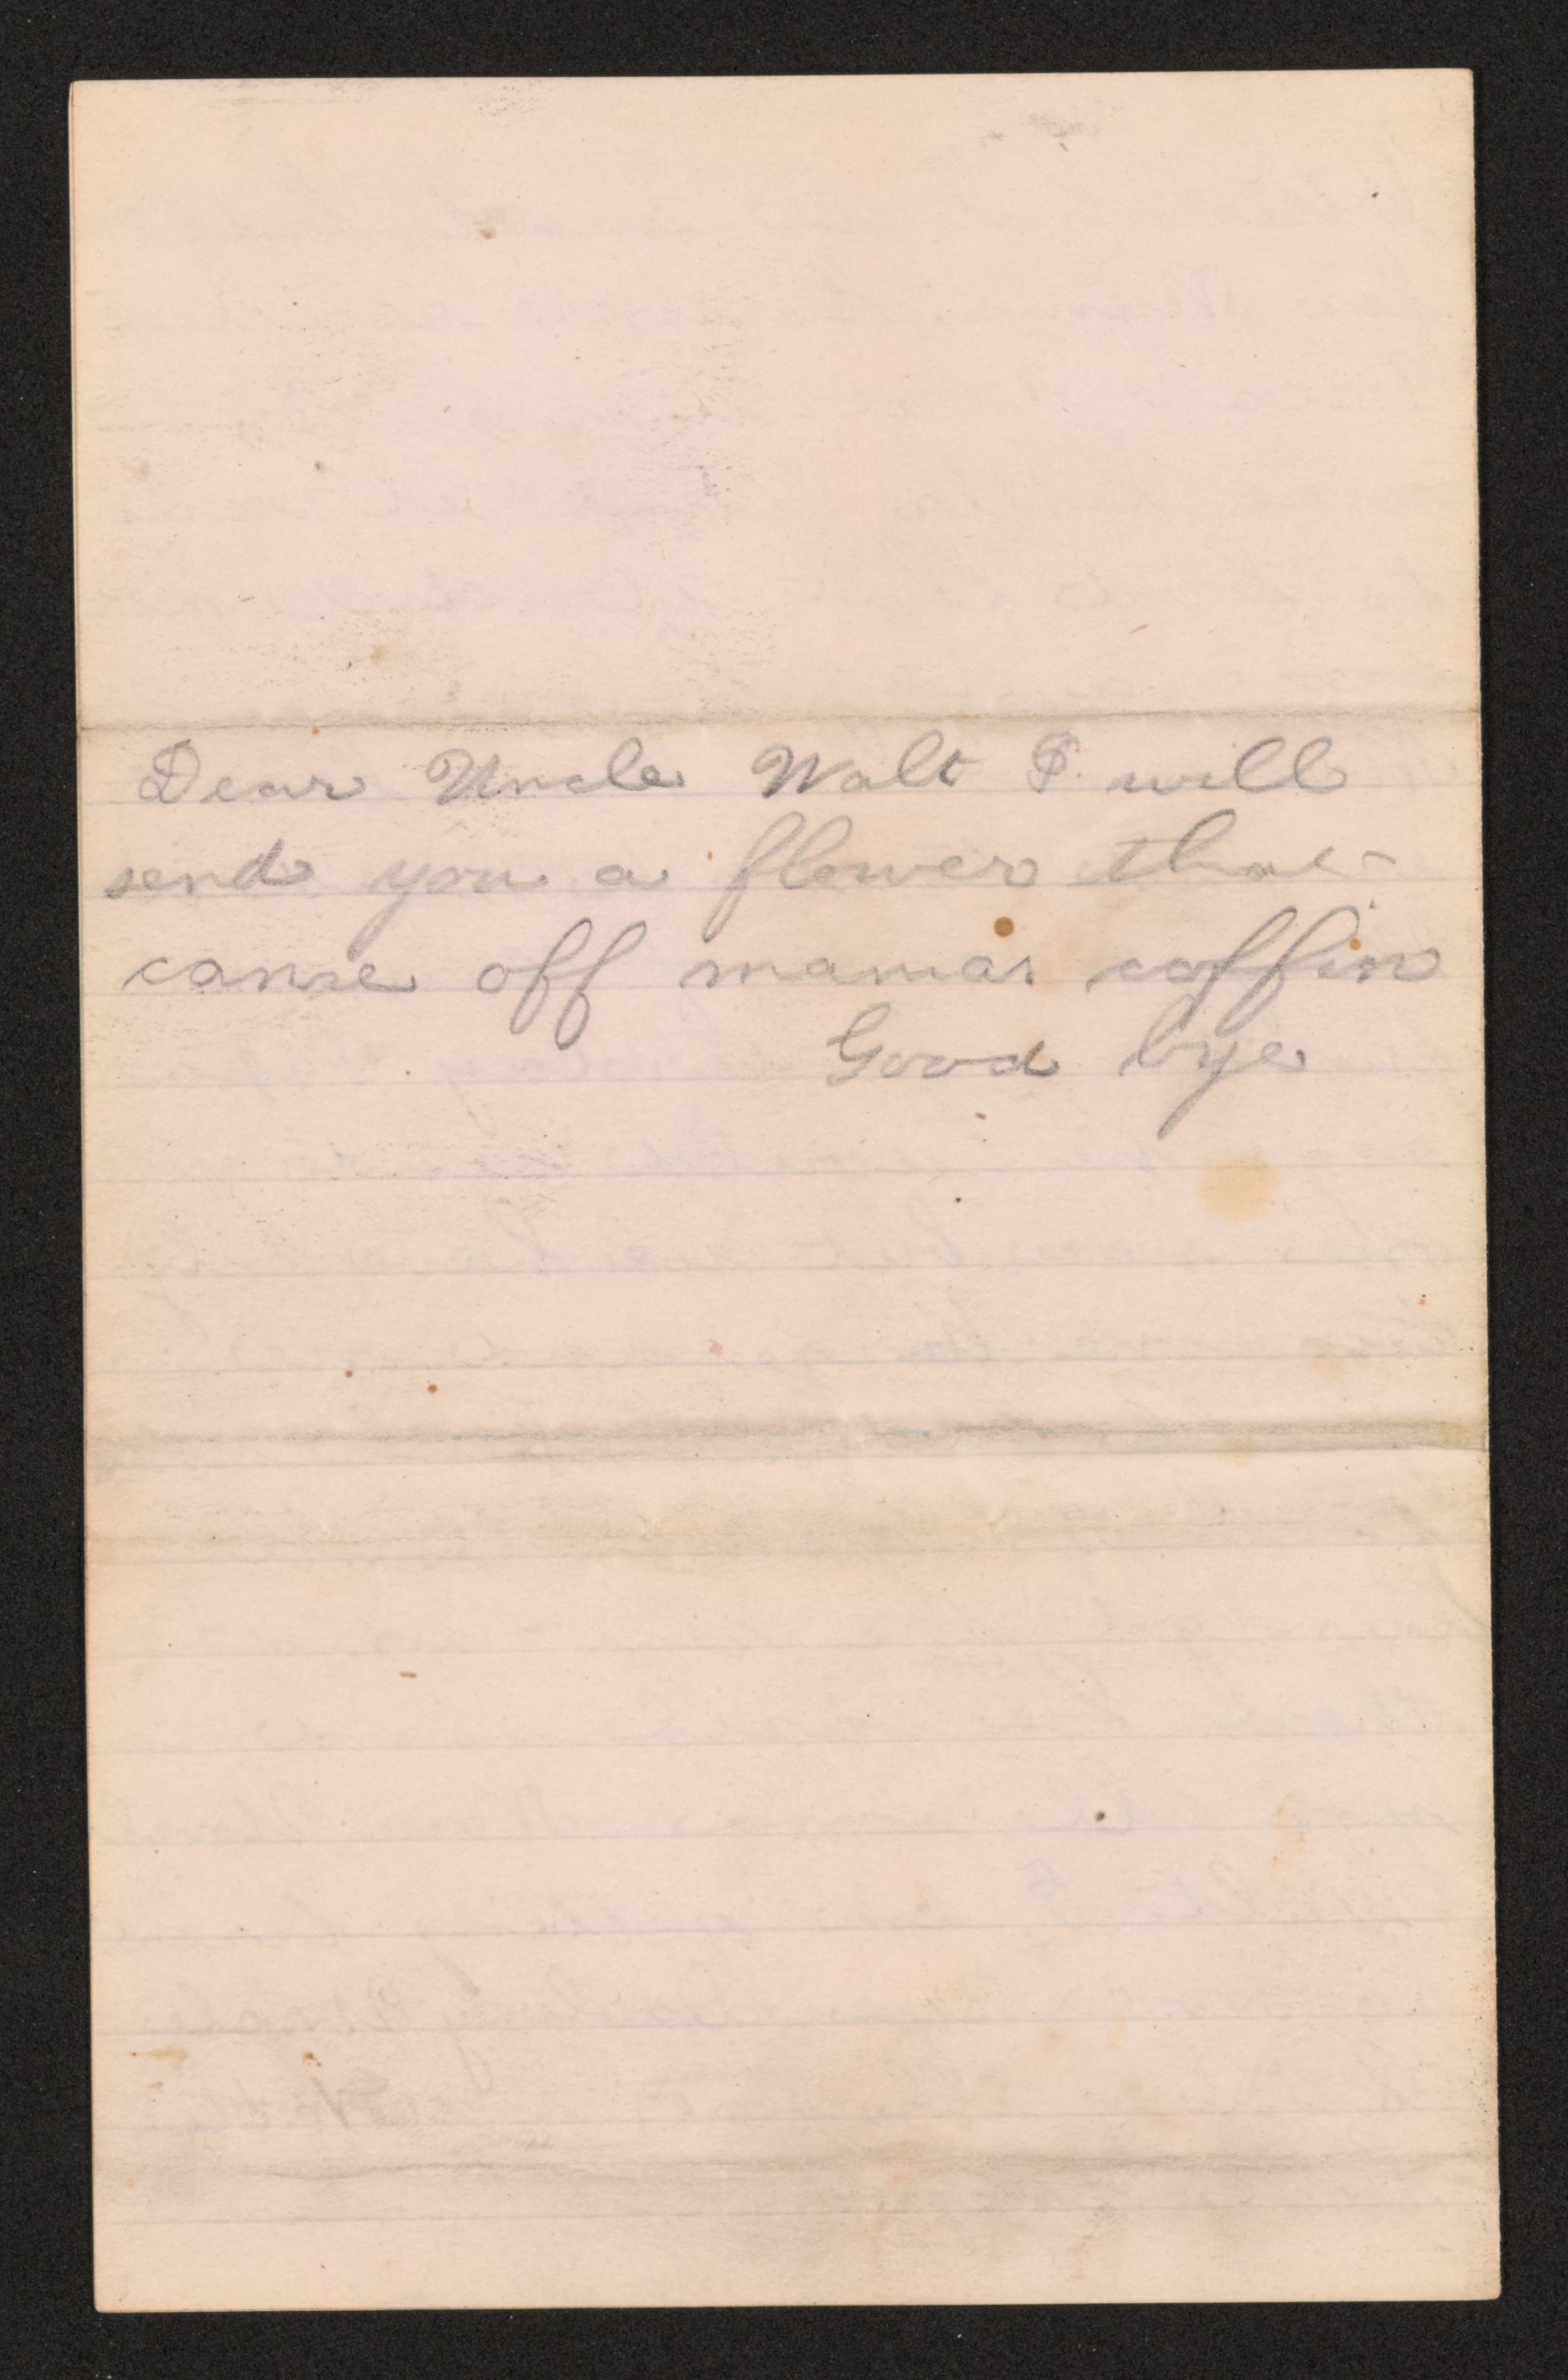 Dear Uncle Walt I will
send you a flower that
came off mamas coffin
Good bye